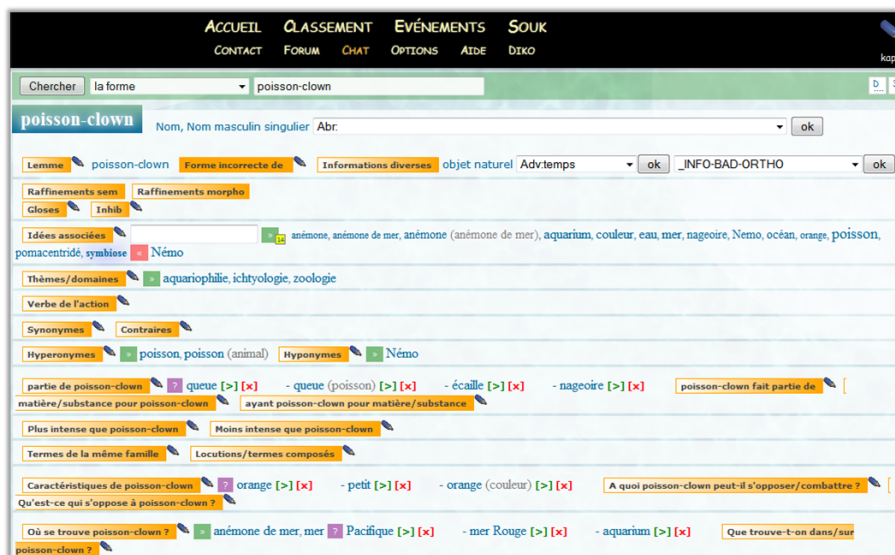 Accueil Classement Evénements Souk
Contact Forum Chat Options Aide Diko
kap
Chercher la forme poisson-clown D
poisson-clown Nom, Nom masculin singulier Abr: ok
Lemme poisson-clown Forme incorrecte de Informations diverses objet naturel Adv:temps ok _INFO-BAD-ORTHO ok
Raffinements sem Raffinements morpho
Gloses Inhib
Idées associées » 14 anémone, anémone de mer, anémone (anémone de mer), aquarium, couleur, eau, mer, nageoire, Nemo, océan, orange, poisson,
pomacentridé, symbiose « Némo
Thèmes/domaines » aquariophilie, ichtyologie, zoologie
Verbe de l'action
Synonymes Contraires
Hyperonymes » poisson, poisson (animal) Hyponymes » Némo
partie de poisson-clown ? queue [>] [x] - queue (poisson) [>] [x] - écaille [>] [x] - nageoire [>] [x] poisson-clown fait partie de
matière/substance pour poisson-clown ayant poisson-clown pour matière/substance
Plus intense que poisson-clown Moins intense que poisson-clown
Termes de la même famille Locutions/termes composés
Caractéristiques de poisson-clown ? orange [>] [x] - petit [>] [x] - orange (couleur) [>] [x] A quoi poisson-clown peut-il s'opposer/combattre ?
Qu'est-ce qui s'oppose à poisson-clown ?
Où se trouve poisson-clown ? » anémone de mer, mer ? Pacifique [>] [x] - mer Rouge [>] [x] - aquarium [>] [x] Que trouve-t-on dans/sur
poisson-clown ?